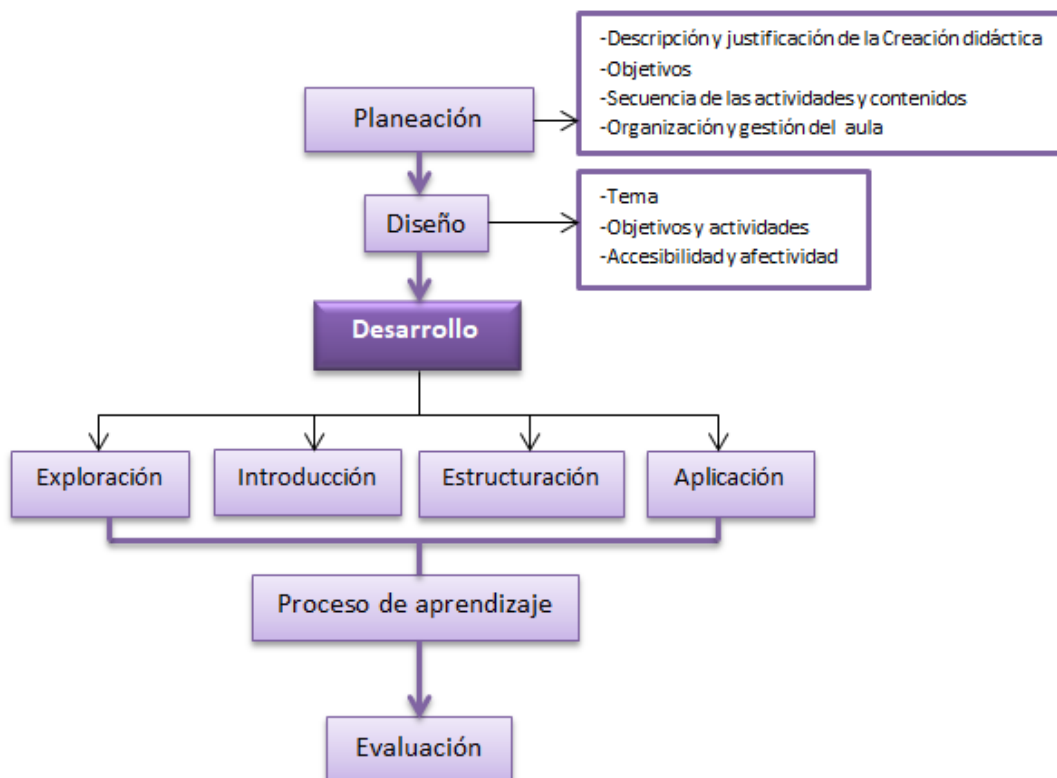 -Descripción y justificación de la Creación didáctica
-Objetivos
-Secuencia de las actividades y contenidos
-Organización y gestión del aula
Planeación
-Tema
-Objetivos y actividades
-Accesibilidad y afectividad
Diseño
Desarrollo
Exploración
Introducción
Estructuración
Aplicación
Proceso de aprendizaje
Evaluación